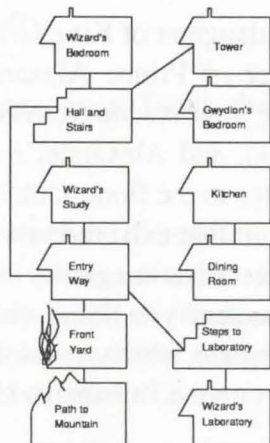 Wizard's
Bedroom
Tower
Hall and
Stairs
Gwydion's
Bedroom
Wizard's
Study
Kitchen
Entry
Way
Dining
Room
Front
Yard
Steps to
Laboratory
Path to
Mountain
Wizard's
Laboratory